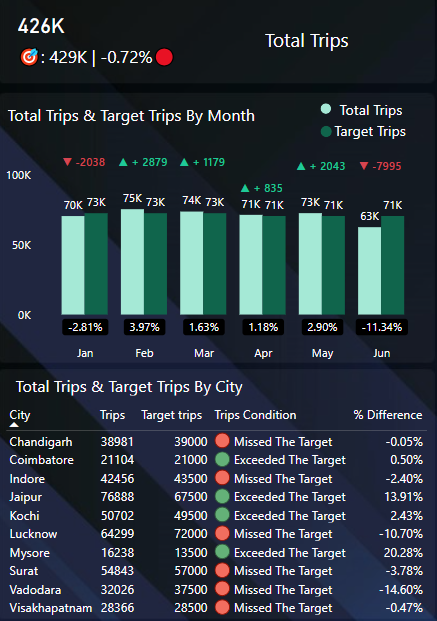 426K
Total Trips
: 429K | -0.72%
Total Trips & Target Trips By Month
Total Trips
Target Trips
-2038 + 2879 + 1179 + 835 + 2043 -7995
100K
50K
0K
70K 73K 75K 73K 74K 73K 71K 71K 73K 71K 63K 71K
-2.81% 3.97% 1.63% 1.18% 2.90% -11.34%
Jan Feb Mar Apr May Jun
Total Trips & Target Trips By City
City Trips Target trips Trips Condition % Difference
Chandigarh 38981 39000 Missed The Target -0.05%
Coimbatore 21104 21000 Exceeded The Target 0.50%
Indore 42456 43500 Missed The Target -2.40%
Jaipur 76888 67500 Exceeded The Target 13.91%
Kochi 50702 49500 Exceeded The Target 2.43%
Lucknow 64299 72000 Missed The Target -10.70%
Mysore 16238 13500 Exceeded The Target 20.28%
Surat 54843 57000 Missed The Target -3.78%
Vadodara 32026 37500 Missed The Target -14.60%
Visakhapatnam 28366 28500 Missed The Target -0.47%